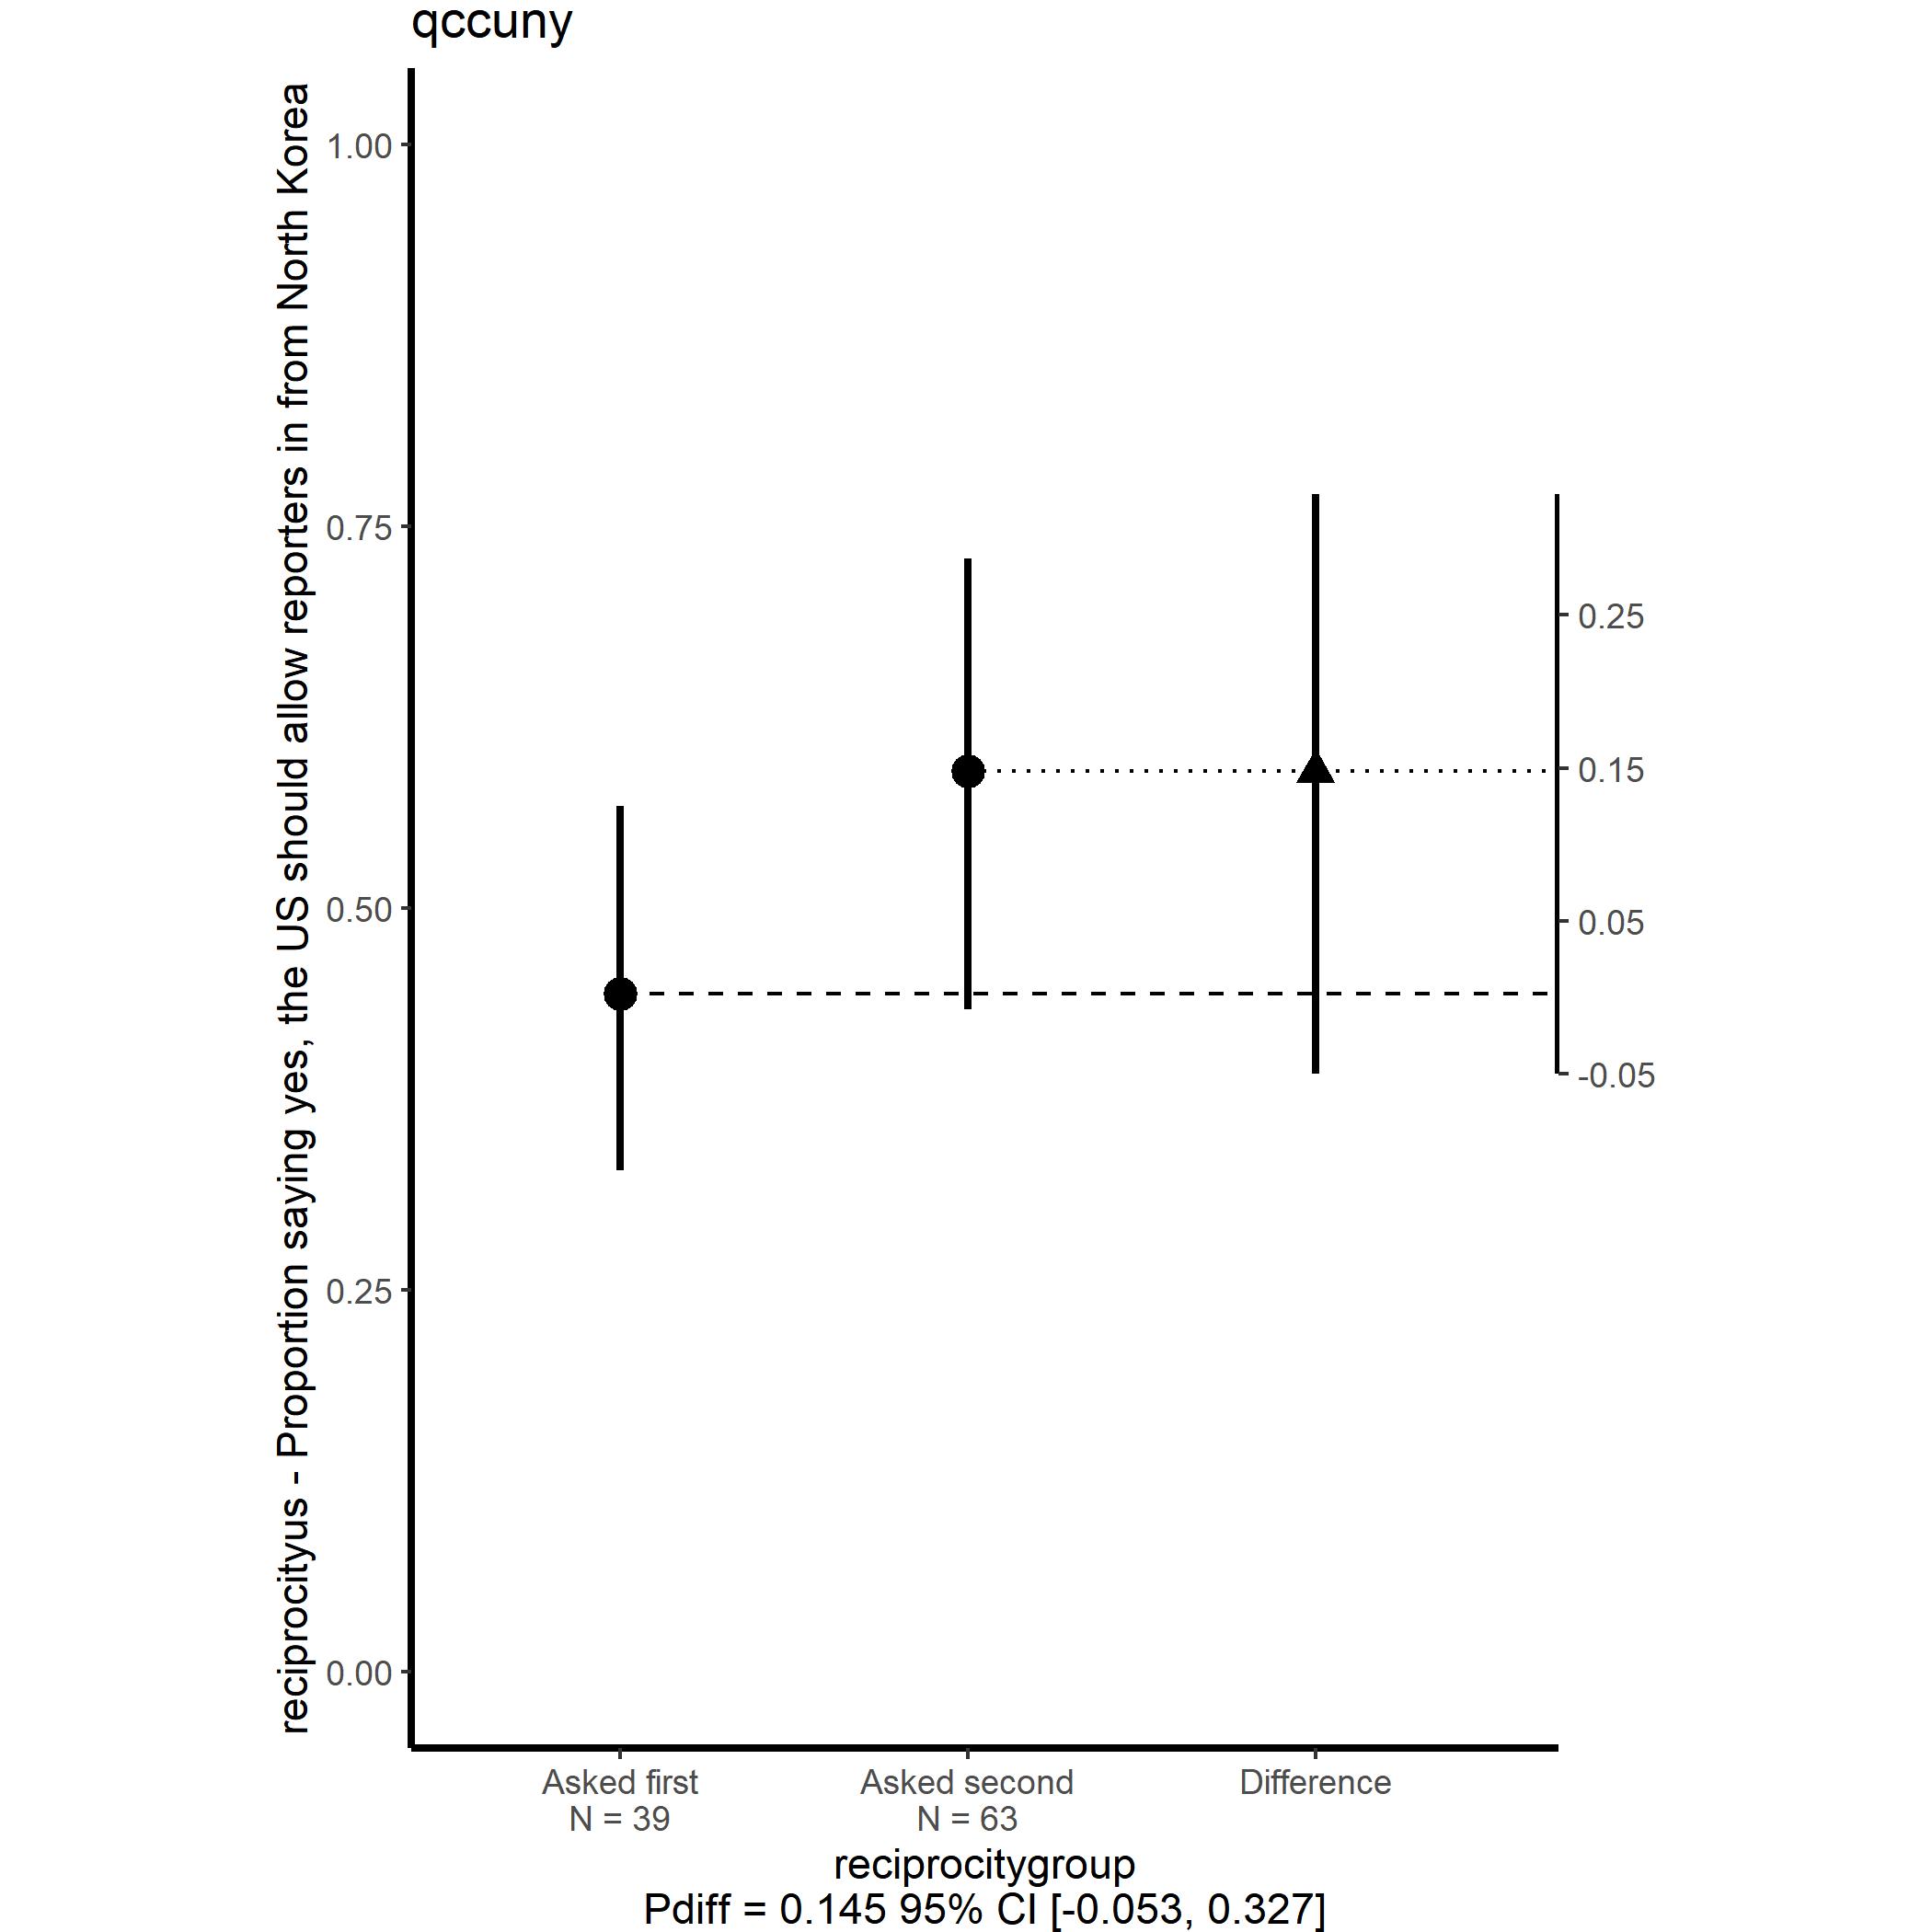 qccuny
reciprocityus - Proportion saying yes, the US should allow reporters in from North Korea
1.00
0.75
0.50
0.25
0.00
0.25
0.15
0.05
-0.05
Asked first
N = 39
Asked second
N = 63
Difference
reciprocitygroup
Pdiff = 0.145 95% CI [-0.053, 0.327]